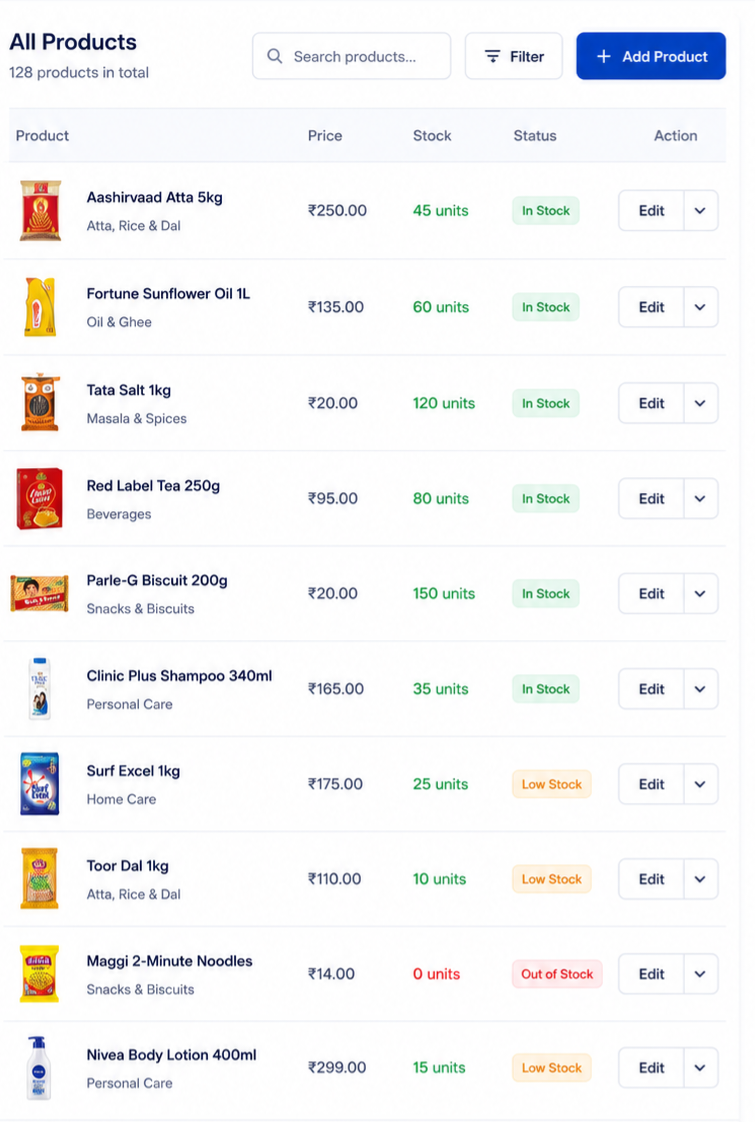 All Products
128 products in total
Search products...
Filter
+ Add Product
Product Price Stock Status Action
Aashirvaad Atta 5kg
Atta, Rice & Dal
₹250.00 45 units In Stock Edit
Fortune Sunflower Oil 1L
Oil & Ghee
₹135.00 60 units In Stock Edit
Tata Salt 1kg
Masala & Spices
₹20.00 120 units In Stock Edit
Red Label Tea 250g
Beverages
₹95.00 80 units In Stock Edit
Parle-G Biscuit 200g
Snacks & Biscuits
₹20.00 150 units In Stock Edit
Clinic Plus Shampoo 340ml
Personal Care
₹165.00 35 units In Stock Edit
Surf Excel 1kg
Home Care
₹175.00 25 units Low Stock Edit
Toor Dal 1kg
Atta, Rice & Dal
₹110.00 10 units Low Stock Edit
Maggi 2-Minute Noodles
Snacks & Biscuits
₹14.00 0 units Out of Stock Edit
Nivea Body Lotion 400ml
Personal Care
₹299.00 15 units Low Stock Edit